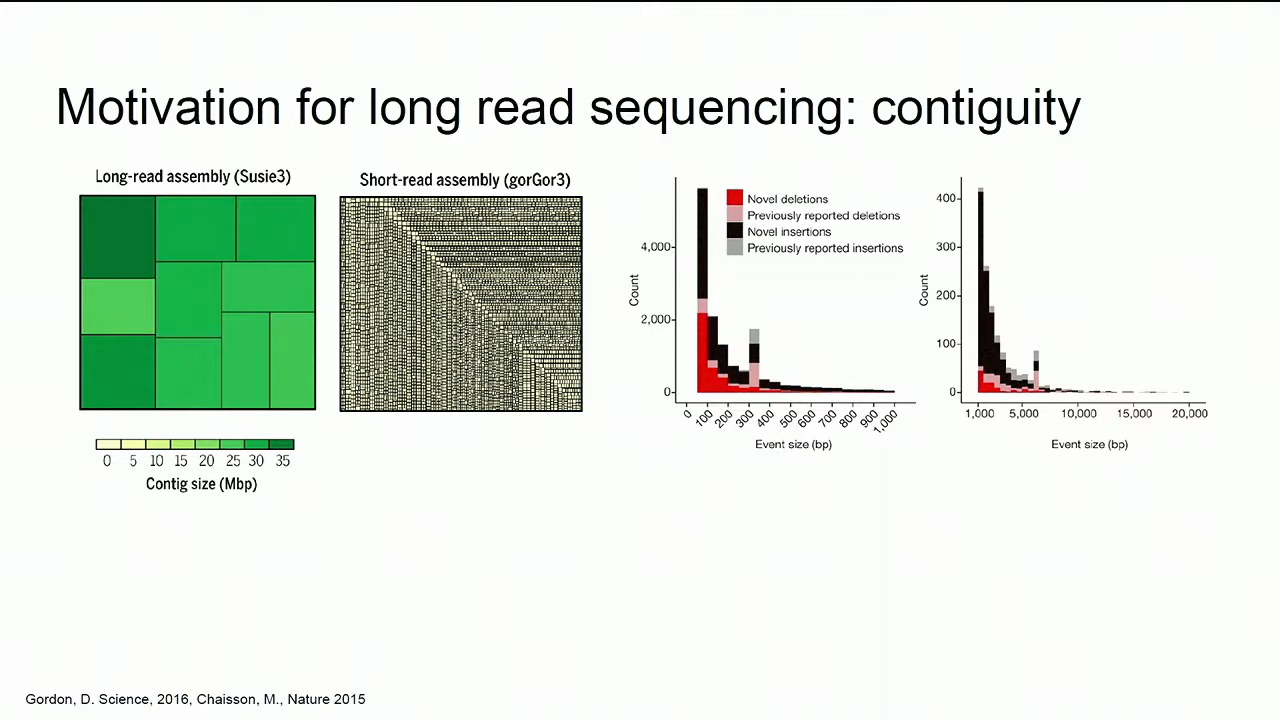 Motivation for long read sequencing: contiguity
Long-read assembly (Susie3)
Short-read assembly (gorGor3)
0 5 10 15 20 25 30 35
Contig size (Mbp)
Novel deletions
Previously reported deletions
Novel insertions
Previously reported insertions
Count
4,000
2,000
0
0 100 200 300 400 500 600 700 800 900 1,000
Event size (bp)
Count
400
300
200
100
0
1,000 5,000 10,000 15,000 20,000
Event size (bp)
Gordon, D. Science, 2016, Chaisson, M., Nature 2015